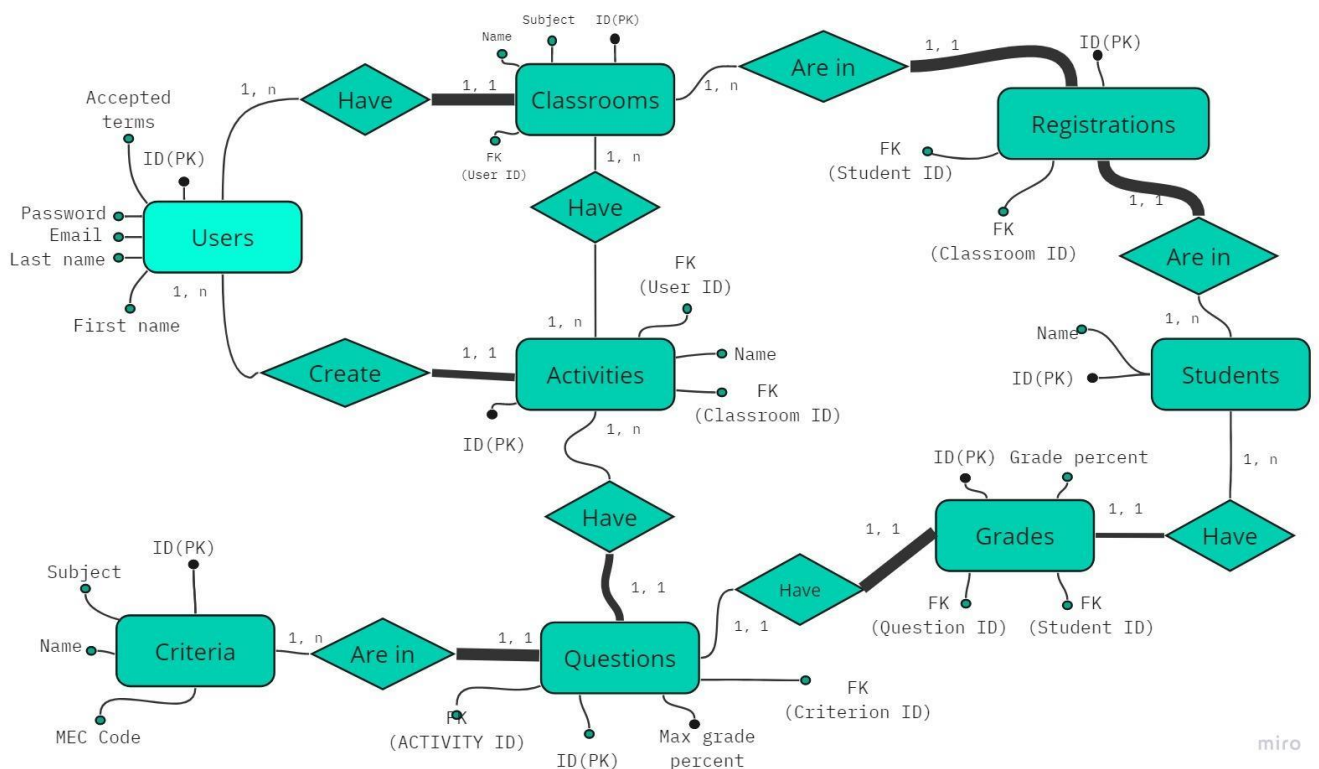 Name
Subject
ID(PK)
1, n
Have
1, 1
Classrooms
1, n
Are in
1, 1
ID(PK)
Registrations
Accepted
terms
ID(PK)
FK
(User ID)
1, n
FK
(Student ID)
FK
(Classroom ID)
1, 1
Password
Email
Last name
First name
Users
1, n
Have
Are in
FK
(User ID)
1, n
1, n
Create
1, 1
Activities
Name
FK
(Classroom ID)
ID(PK)
1, n
Name
ID(PK)
Students
1, n
ID(PK)
Grade percent
Have
1, 1
Grades
1, 1
Have
FK
(Question ID)
FK
(Student ID)
ID(PK)
Subject
Name
Criteria
MEC Code
1, n
Are in
1, 1
1, 1
Questions
1, 1
Have
FK
(ACTIVITY ID)
ID(PK)
Max grade
percent
FK
(Criterion ID)
miro